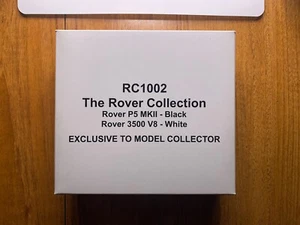 RC1002
The Rover Collection
Rover P5 MKII - Black
Rover 3500 V8 - White
EXCLUSIVE TO MODEL COLLECTOR